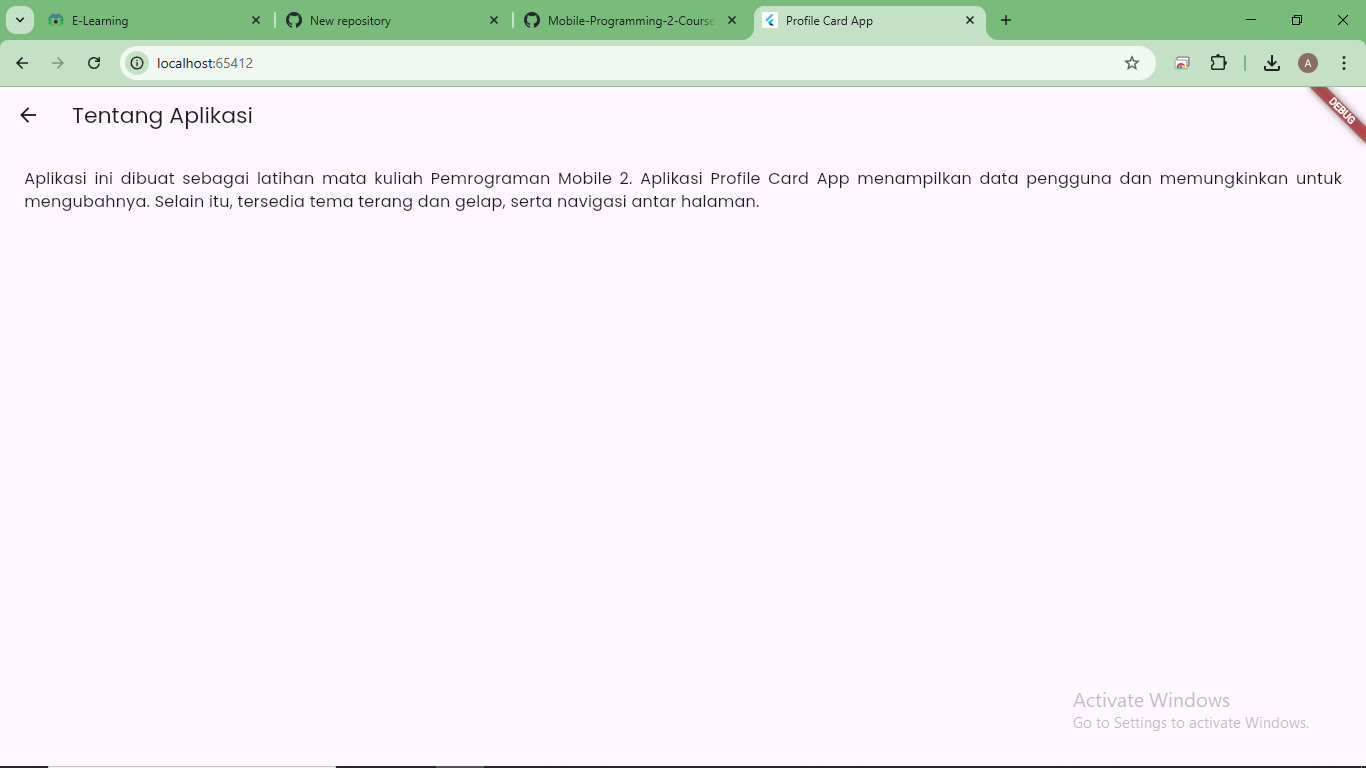 E-Learning
New repository
Mobile-Programming-2-Course
Profile Card App
localhost:65412
A
Tentang Aplikasi
DEBUG
Aplikasi ini dibuat sebagai latihan mata kuliah Pemrograman Mobile 2. Aplikasi Profile Card App menampilkan data pengguna dan memungkinkan untuk
mengubahnya. Selain itu, tersedia tema terang dan gelap, serta navigasi antar halaman.
Activate Windows
Go to Settings to activate Windows.